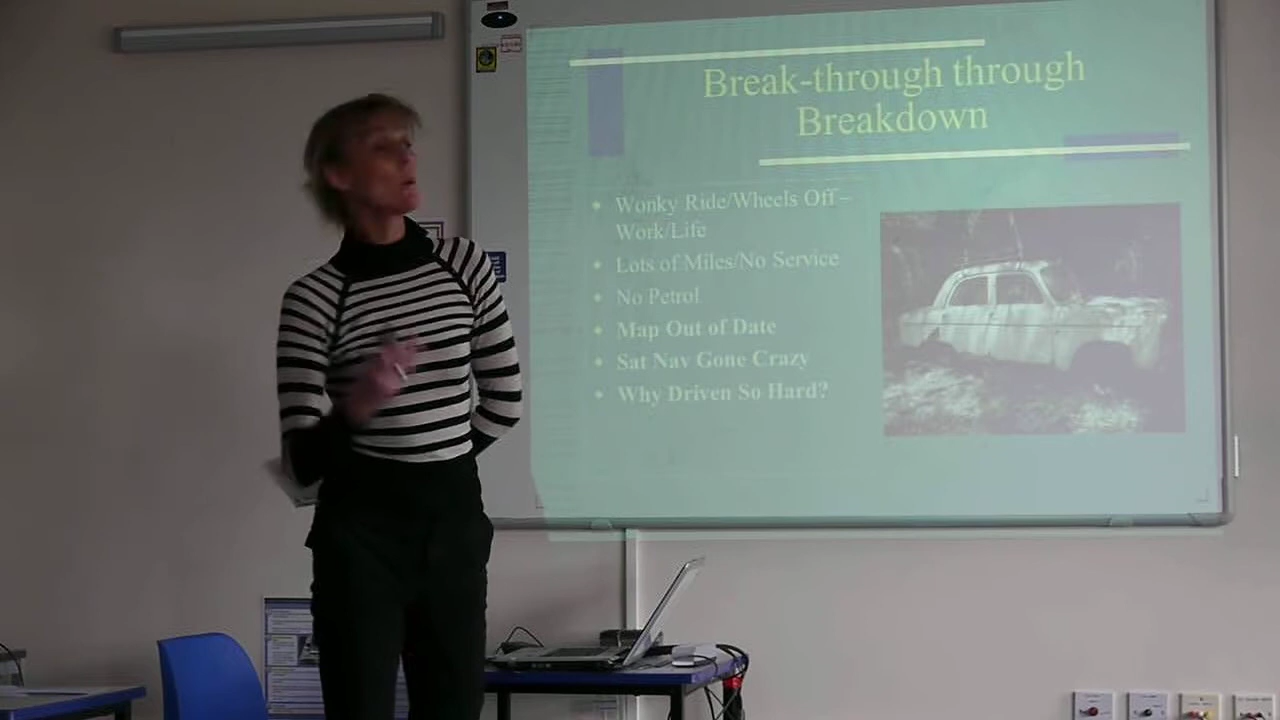 Break-through through
Breakdown
• Wonky Ride/Wheels Off –
Work/Life
• Lots of Miles/No Service
• No Petrol
• Map Out of Date
• Sat Nav Gone Crazy
• Why Driven So Hard?